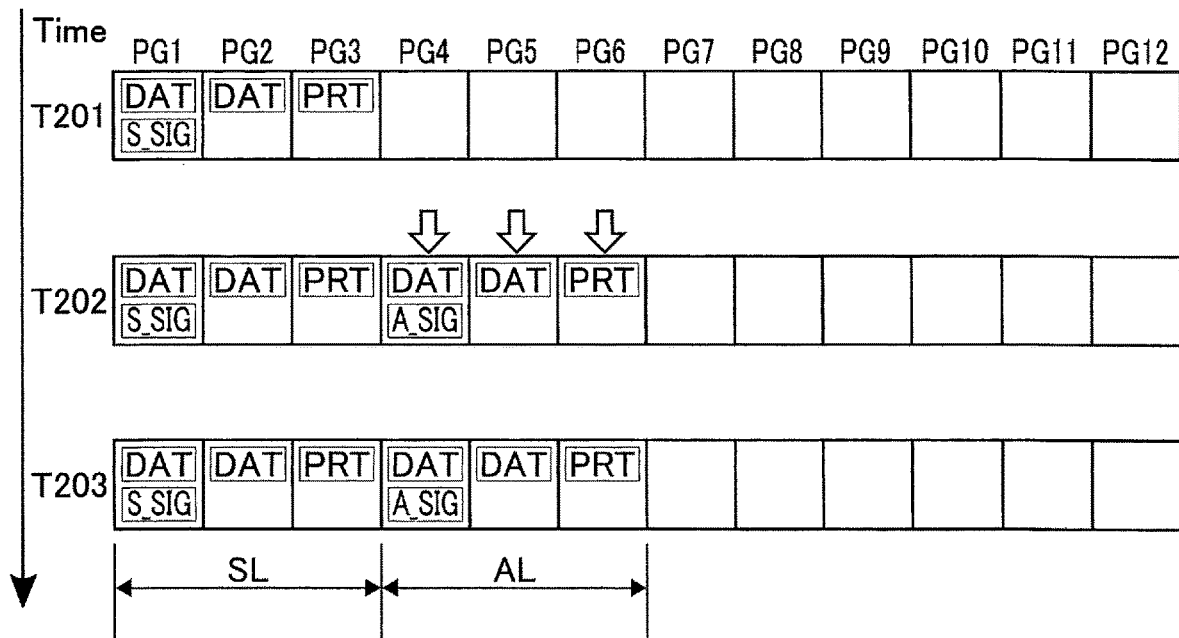 Time PG1 PG2 PG3 PG4 PG5 PG6 PG7 PG8 PG9 PG10 PG11 PG12
T201 DAT DAT PRT
S_SIG
T202 DAT DAT PRT DAT DAT PRT
S_SIG A_SIG
T203 DAT DAT PRT DAT DAT PRT
S_SIG A_SIG
SL AL